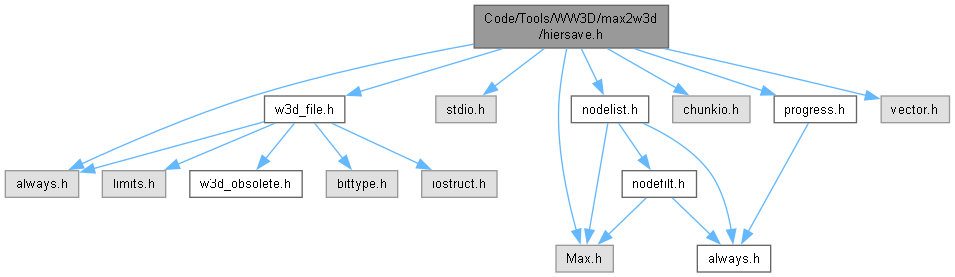 Code/Tools/WW3D/max2w3d
/hiersave.h
w3d_file.h
stdio.h
nodelist.h
chunkio.h
progress.h
vector.h
always.h
limits.h
w3d_obsolete.h
bittype.h
iostruct.h
nodefilt.h
Max.h
always.h